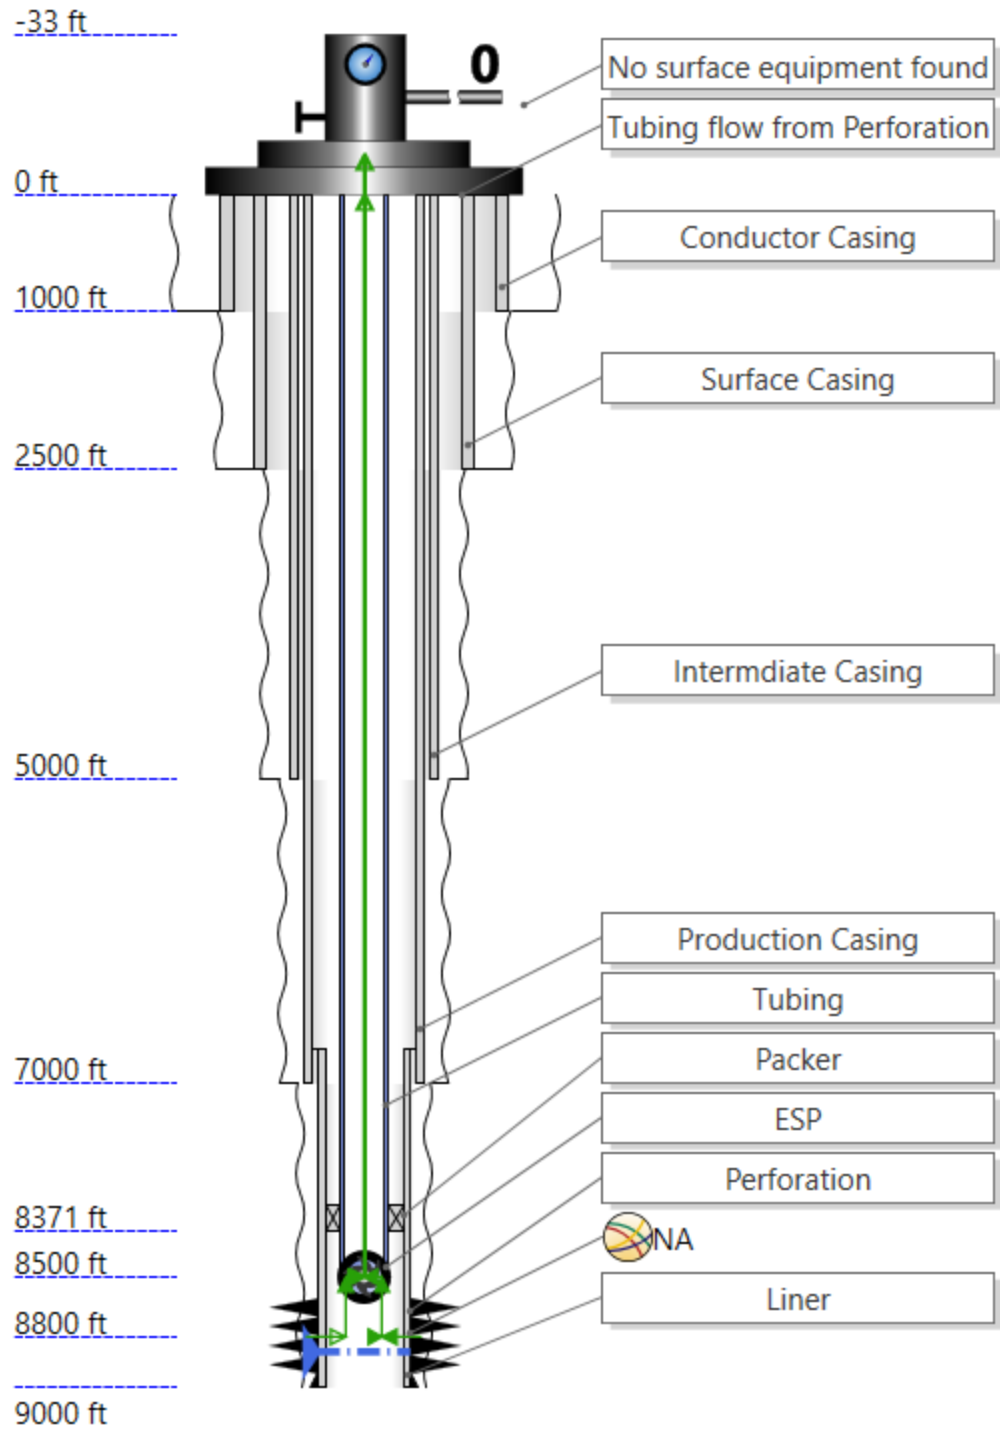 -33 ft
0
No surface equipment found
Tubing flow from Perforation
0 ft
Conductor Casing
1000 ft
Surface Casing
2500 ft
Intermdiate Casing
5000 ft
Production Casing
Tubing
7000 ft
Packer
ESP
Perforation
8371 ft
NA
8500 ft
Liner
8800 ft
9000 ft